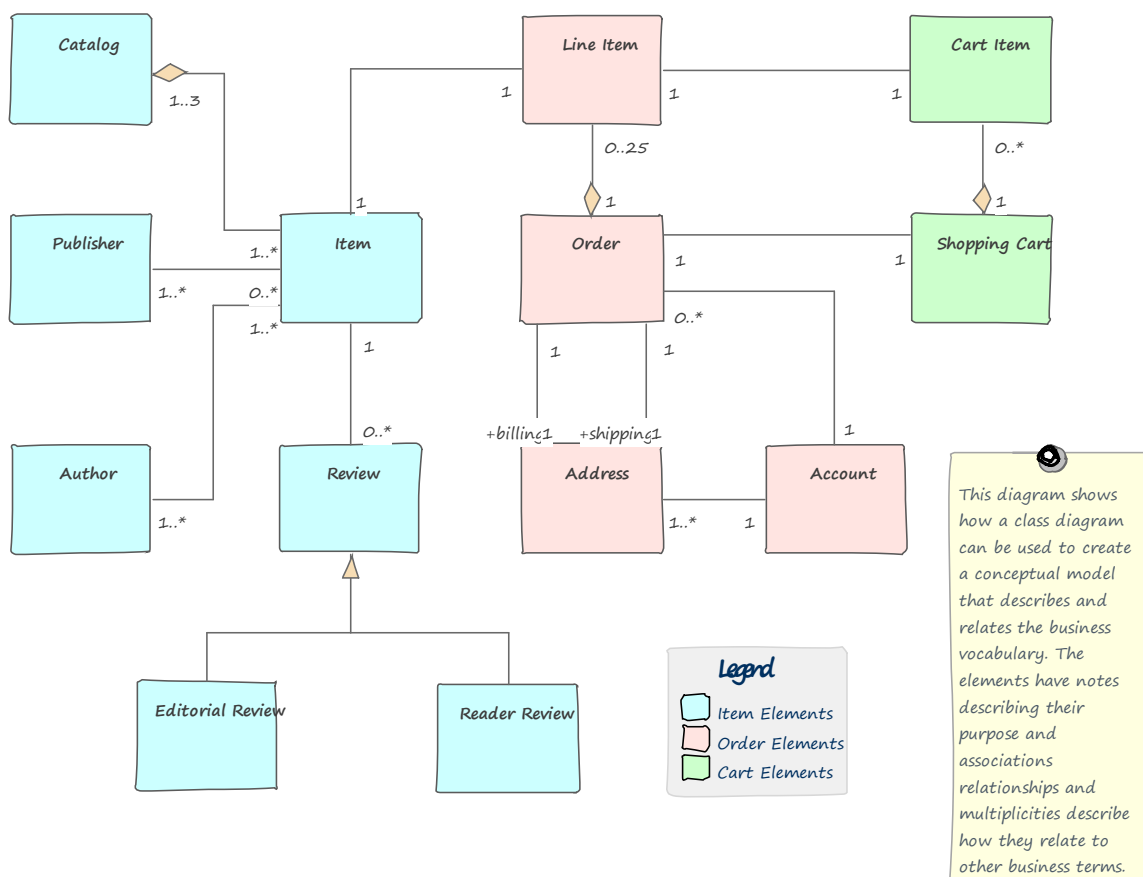 Catalog
Line Item
Cart Item
1..3
1
1
1
0..25
0..*
1
1
1
Publisher
Item
Order
Shopping Cart
1..*
1
1
1..*
0..*
1..*
0..*
1
1
1
+billing1
+shipping1
0..*
1
Author
Review
Address
Account
1..*
1..*
1
This diagram shows
how a class diagram
can be used to create
a conceptual model
that describes and
relates the business
vocabulary. The
elements have notes
describing their
purpose and
associations
relationships and
multiplicities describe
how they relate to
other business terms.
Editorial Review
Reader Review
Legend
Item Elements
Order Elements
Cart Elements